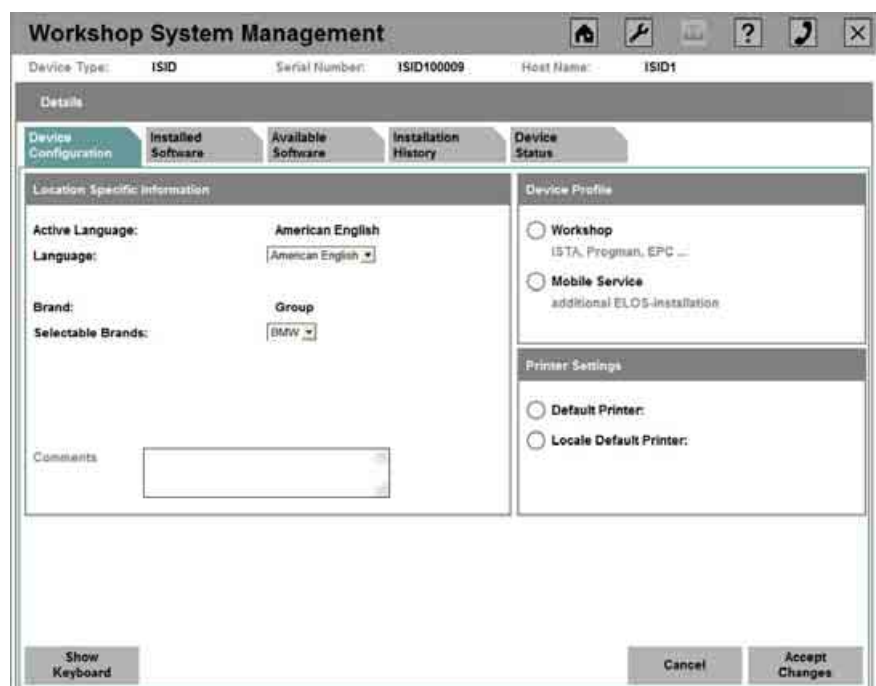 Workshop System Management
?
Device Type: ISID Serial Number: ISID100009 Host Name: ISID1
Details
Device Configuration
Installed Software
Available Software
Installation History
Device Status
Location Specific Information
Active Language: American English
Language: American English
Brand: Group
Selectable Brands: BMW
Comments
Device Profile
Workshop
ISTA, Progman, EPC ...
Mobile Service
additional ELOS-installation
Printer Settings
Default Printer:
Locale Default Printer:
Show Keyboard
Cancel
Accept Changes